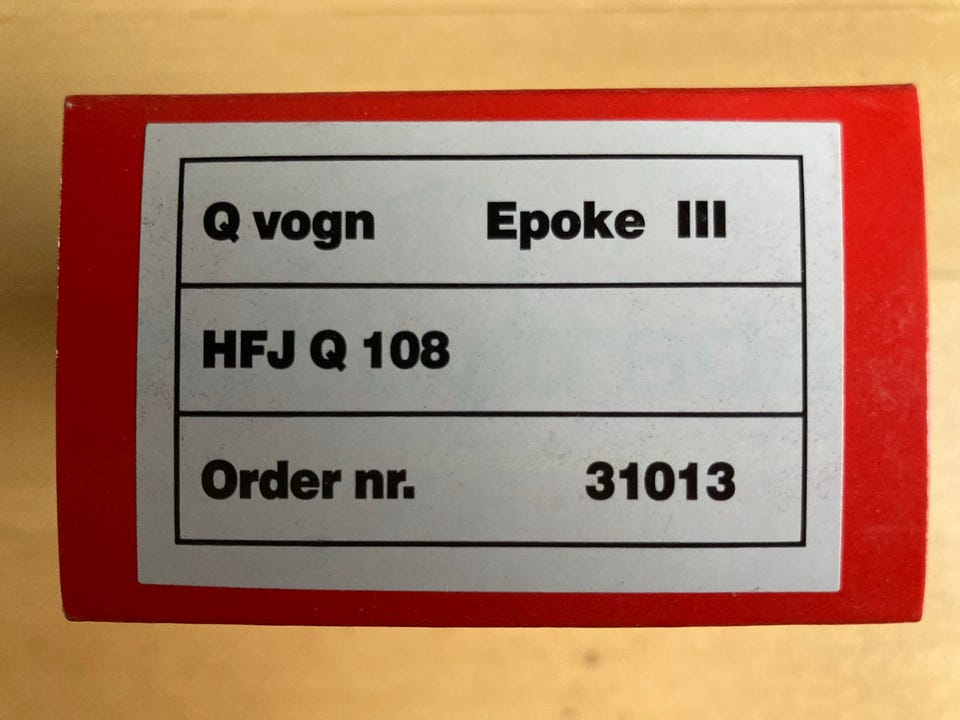 Q vogn Epoke III
HFJ Q 108
Order nr. 31013